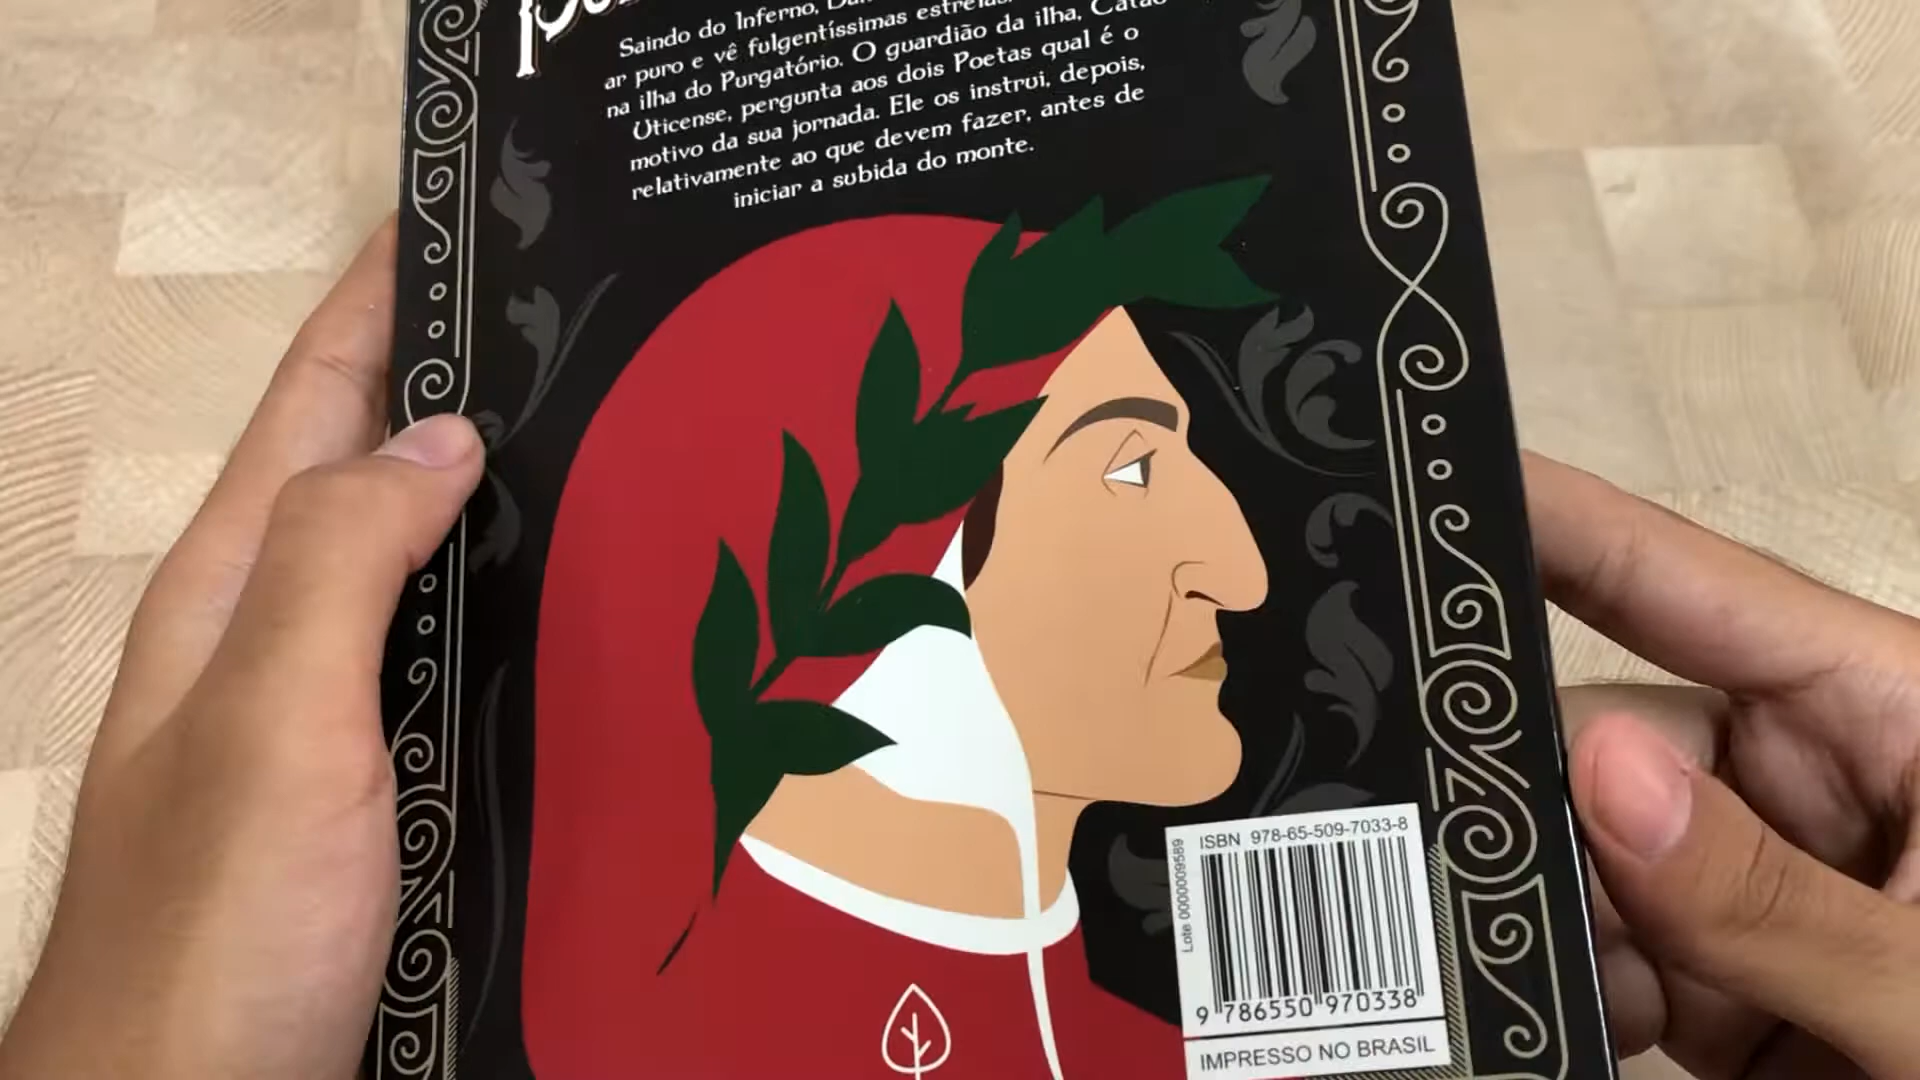 Saindo do Inferno,
ar puro e vê fulgentíssimas estrelas.
na ilha do Purgatório. O guardião da ilha, Catão
Uticense, pergunta aos dois Poetas qual é o
motivo da sua jornada. Ele os instrui, depois,
relativamente ao que devem fazer, antes de
iniciar a subida do monte.
ISBN 978-65-509-7033-8
Lote 0000009589
9 786550 970338
IMPRESSO NO BRASIL